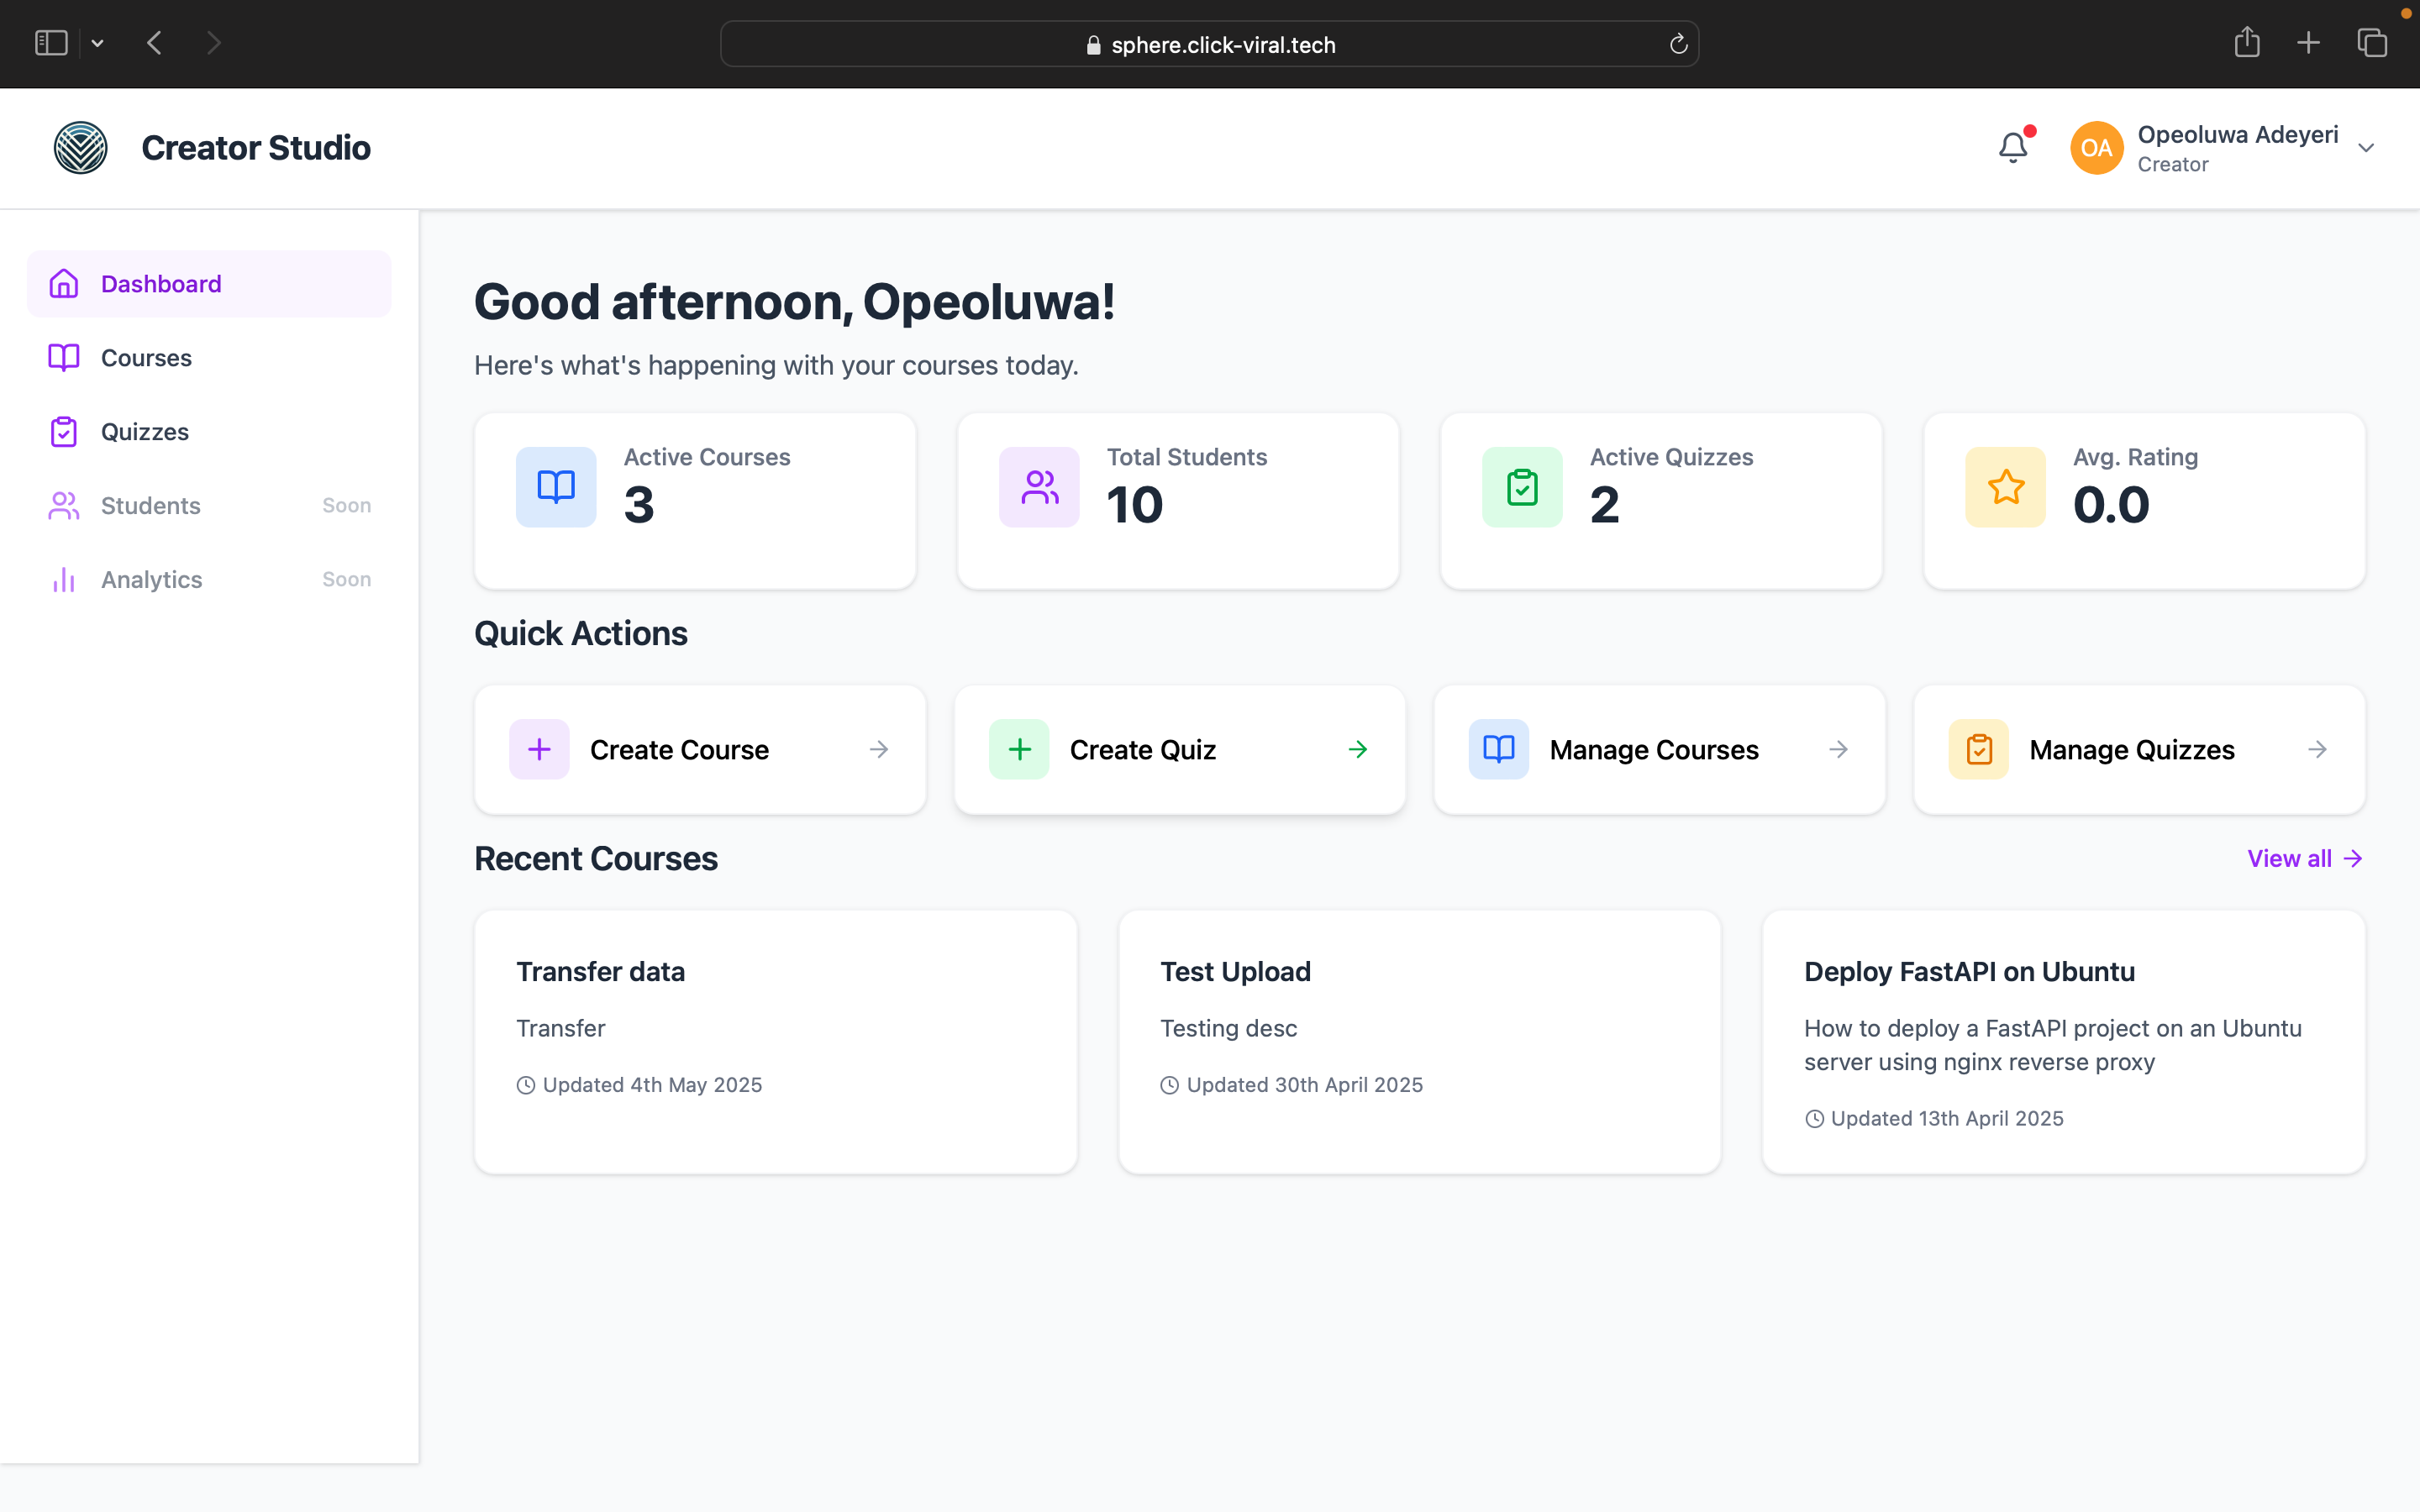 sphere.click-viral.tech
Creator Studio
OA
Opeoluwa Adeyeri
Creator
Dashboard
Courses
Quizzes
Students Soon
Analytics Soon
Good afternoon, Opeoluwa!
Here's what's happening with your courses today.
Active Courses
3
Total Students
10
Active Quizzes
2
Avg. Rating
0.0
Quick Actions
Create Course
Create Quiz
Manage Courses
Manage Quizzes
Recent Courses
View all
Transfer data
Transfer
Updated 4th May 2025
Test Upload
Testing desc
Updated 30th April 2025
Deploy FastAPI on Ubuntu
How to deploy a FastAPI project on an Ubuntu
server using nginx reverse proxy
Updated 13th April 2025